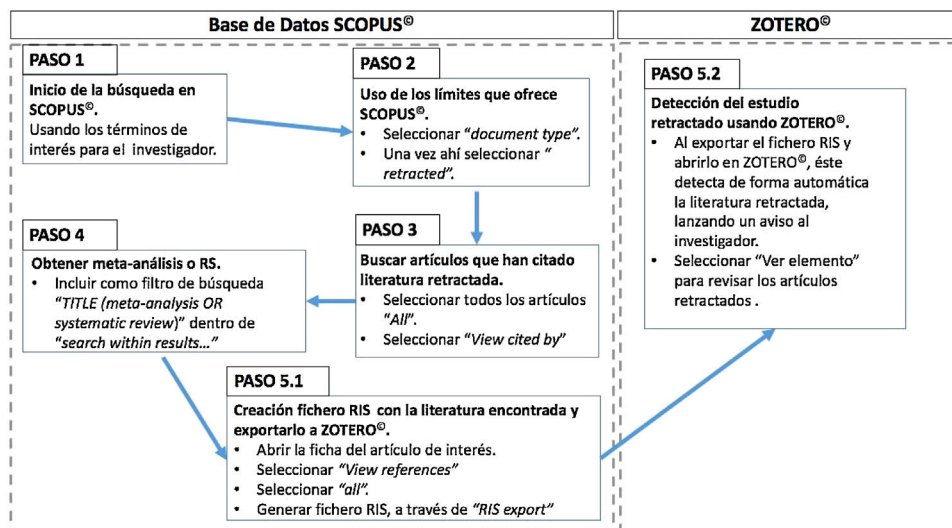 Base de Datos SCOPUS©
ZOTERO©
PASO 1
Inicio de la búsqueda en
SCOPUS©.
Usando los términos de
interés para el investigador.
PASO 2
Uso de los límites que ofrece
SCOPUS©.
• Seleccionar “document type”.
• Una vez ahí seleccionar “
retracted”.
PASO 3
Buscar artículos que han citado
literatura retractada.
• Seleccionar todos los artículos
“All”.
• Seleccionar “View cited by”
PASO 4
Obtener meta-análisis o RS.
• Incluir como filtro de búsqueda
“TITLE (meta-analysis OR
systematic review)” dentro de
“search within results...”
PASO 5.1
Creación fichero RIS con la literatura encontrada y
exportarlo a ZOTERO©.
• Abrir la ficha del artículo de interés.
• Seleccionar “View references”
• Seleccionar “all”.
• Generar fichero RIS, a través de “RIS export”
PASO 5.2
Detección del estudio
retractado usando ZOTERO©.
• Al exportar el fichero RIS y
abrirlo en ZOTERO©, éste
detecta de forma automática
la literatura retractada,
lanzando un aviso al
investigador.
• Seleccionar “Ver elemento”
para revisar los artículos
retractados .